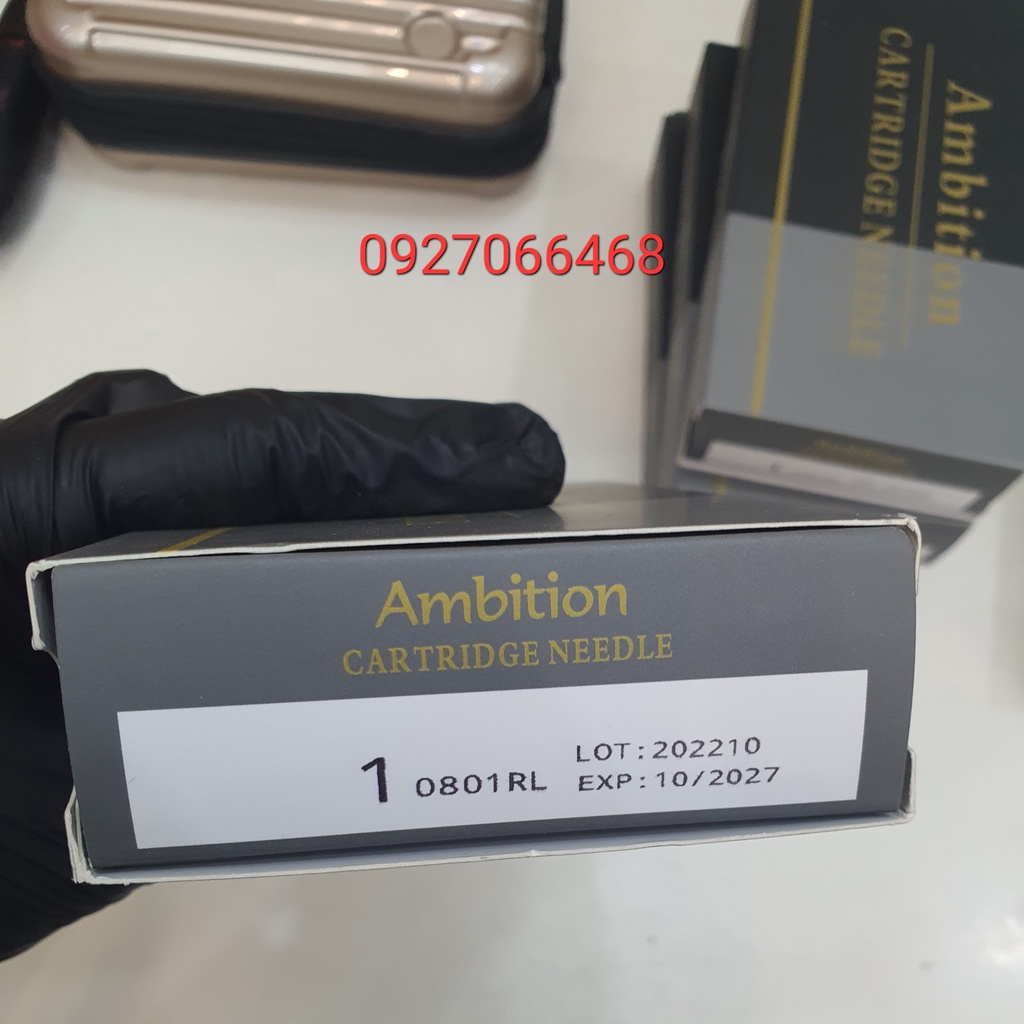 0927066468
Ambition
CARTRIDGE NEEDLE
Ambition
CARTRIDGE NEEDLE
1 0801RL
LOT : 202210
EXP : 10/2027